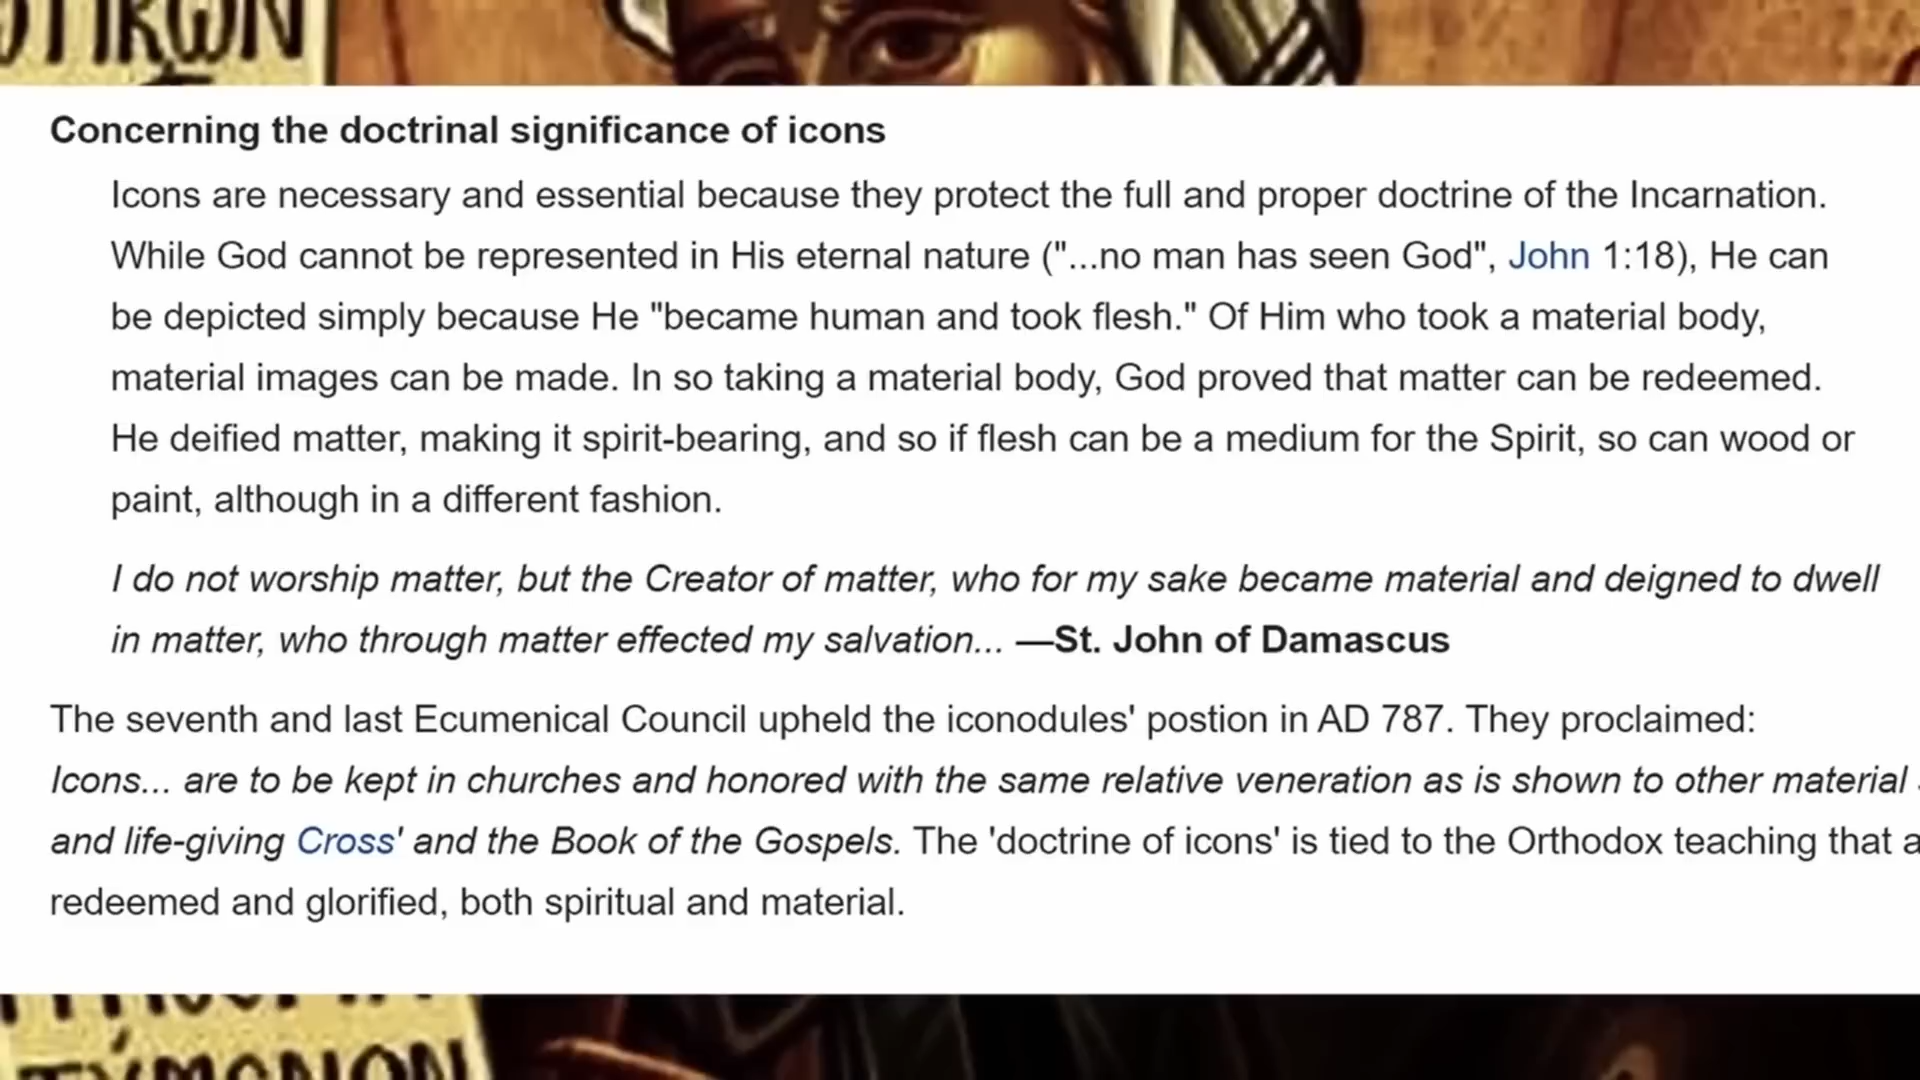 ΩΝ
Concerning the doctrinal significance of icons
Icons are necessary and essential because they protect the full and proper doctrine of the Incarnation.
While God cannot be represented in His eternal nature ("...no man has seen God", John 1:18), He can
be depicted simply because He "became human and took flesh." Of Him who took a material body,
material images can be made. In so taking a material body, God proved that matter can be redeemed.
He deified matter, making it spirit-bearing, and so if flesh can be a medium for the Spirit, so can wood or
paint, although in a different fashion.
I do not worship matter, but the Creator of matter, who for my sake became material and deigned to dwell
in matter, who through matter effected my salvation... —St. John of Damascus
The seventh and last Ecumenical Council upheld the iconodules' postion in AD 787. They proclaimed:
Icons... are to be kept in churches and honored with the same relative veneration as is shown to other material
and life-giving Cross' and the Book of the Gospels. The 'doctrine of icons' is tied to the Orthodox teaching that a
redeemed and glorified, both spiritual and material.